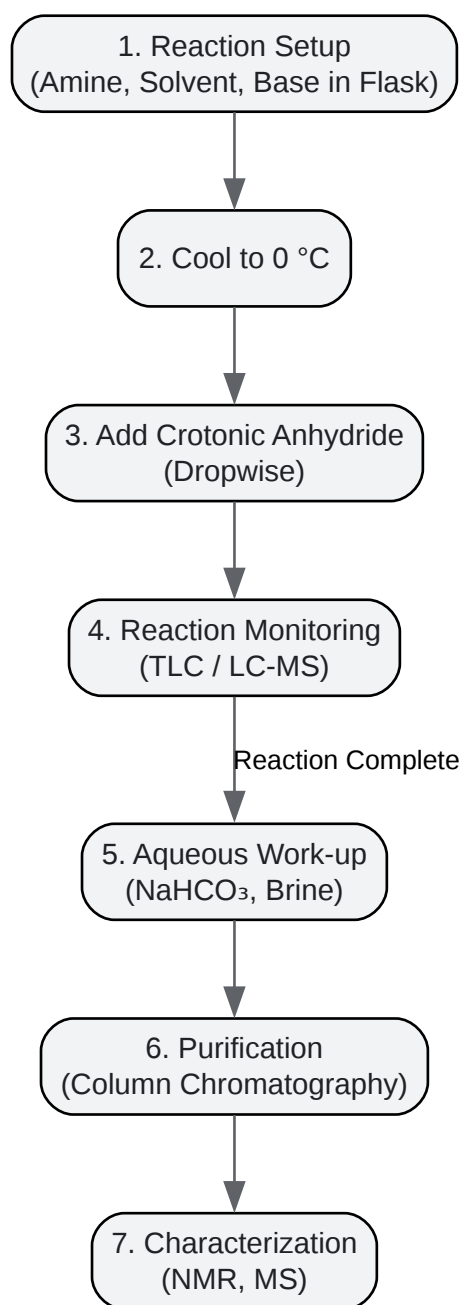 1. Reaction Setup
(Amine, Solvent, Base in Flask)
2. Cool to 0 °C
3. Add Crotonic Anhydride
(Dropwise)
4. Reaction Monitoring
(TLC / LC-MS)
Reaction Complete
5. Aqueous Work-up
(NaHCO₃, Brine)
6. Purification
(Column Chromatography)
7. Characterization
(NMR, MS)